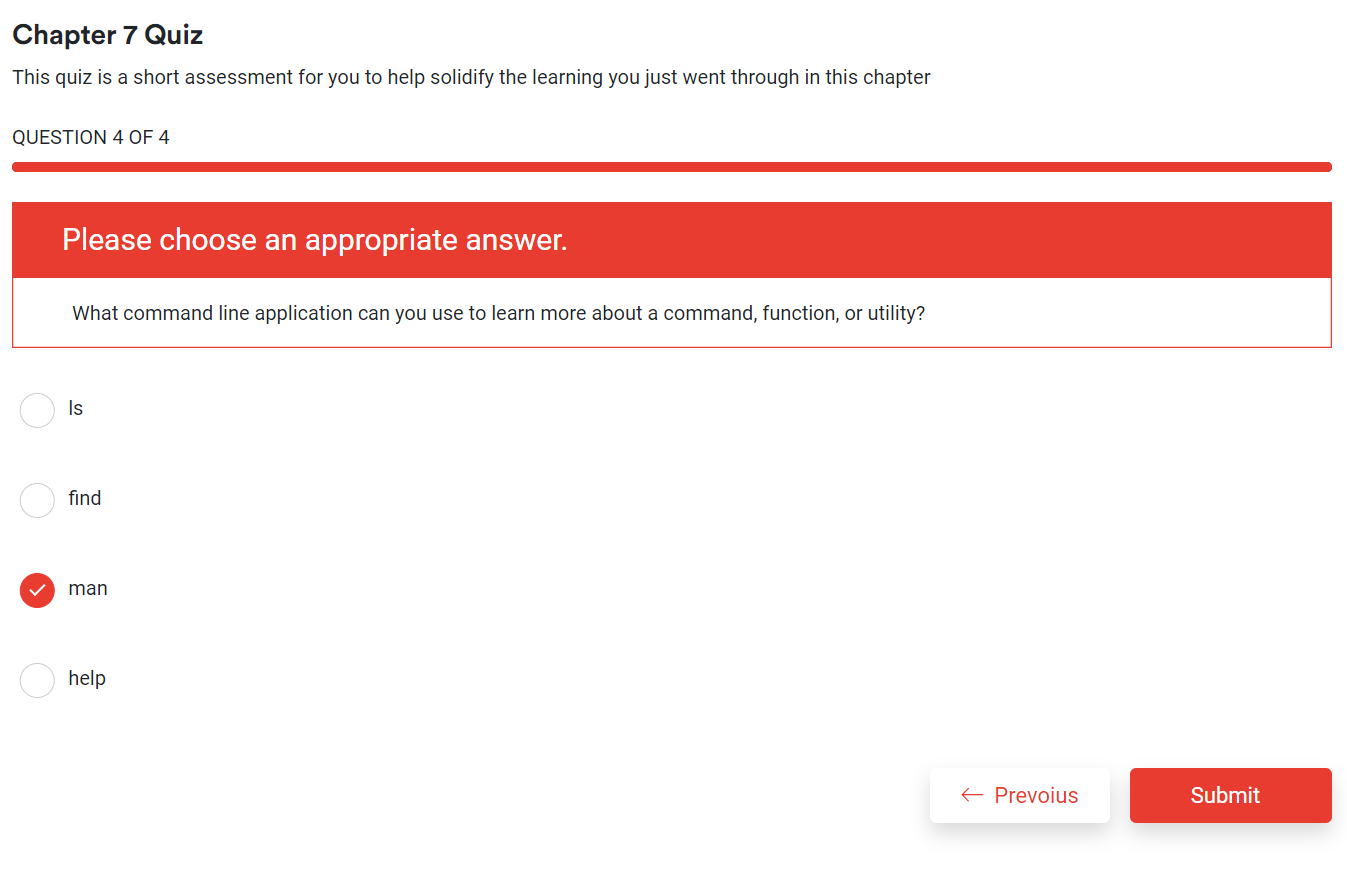 Chapter 7 Quiz
This quiz is a short assessment for you to help solidify the learning you just went through in this chapter
QUESTION 4 OF 4
Please choose an appropriate answer.
What command line application can you use to learn more about a command, function, or utility?
ls
find
man
help
← Prevoius
Submit